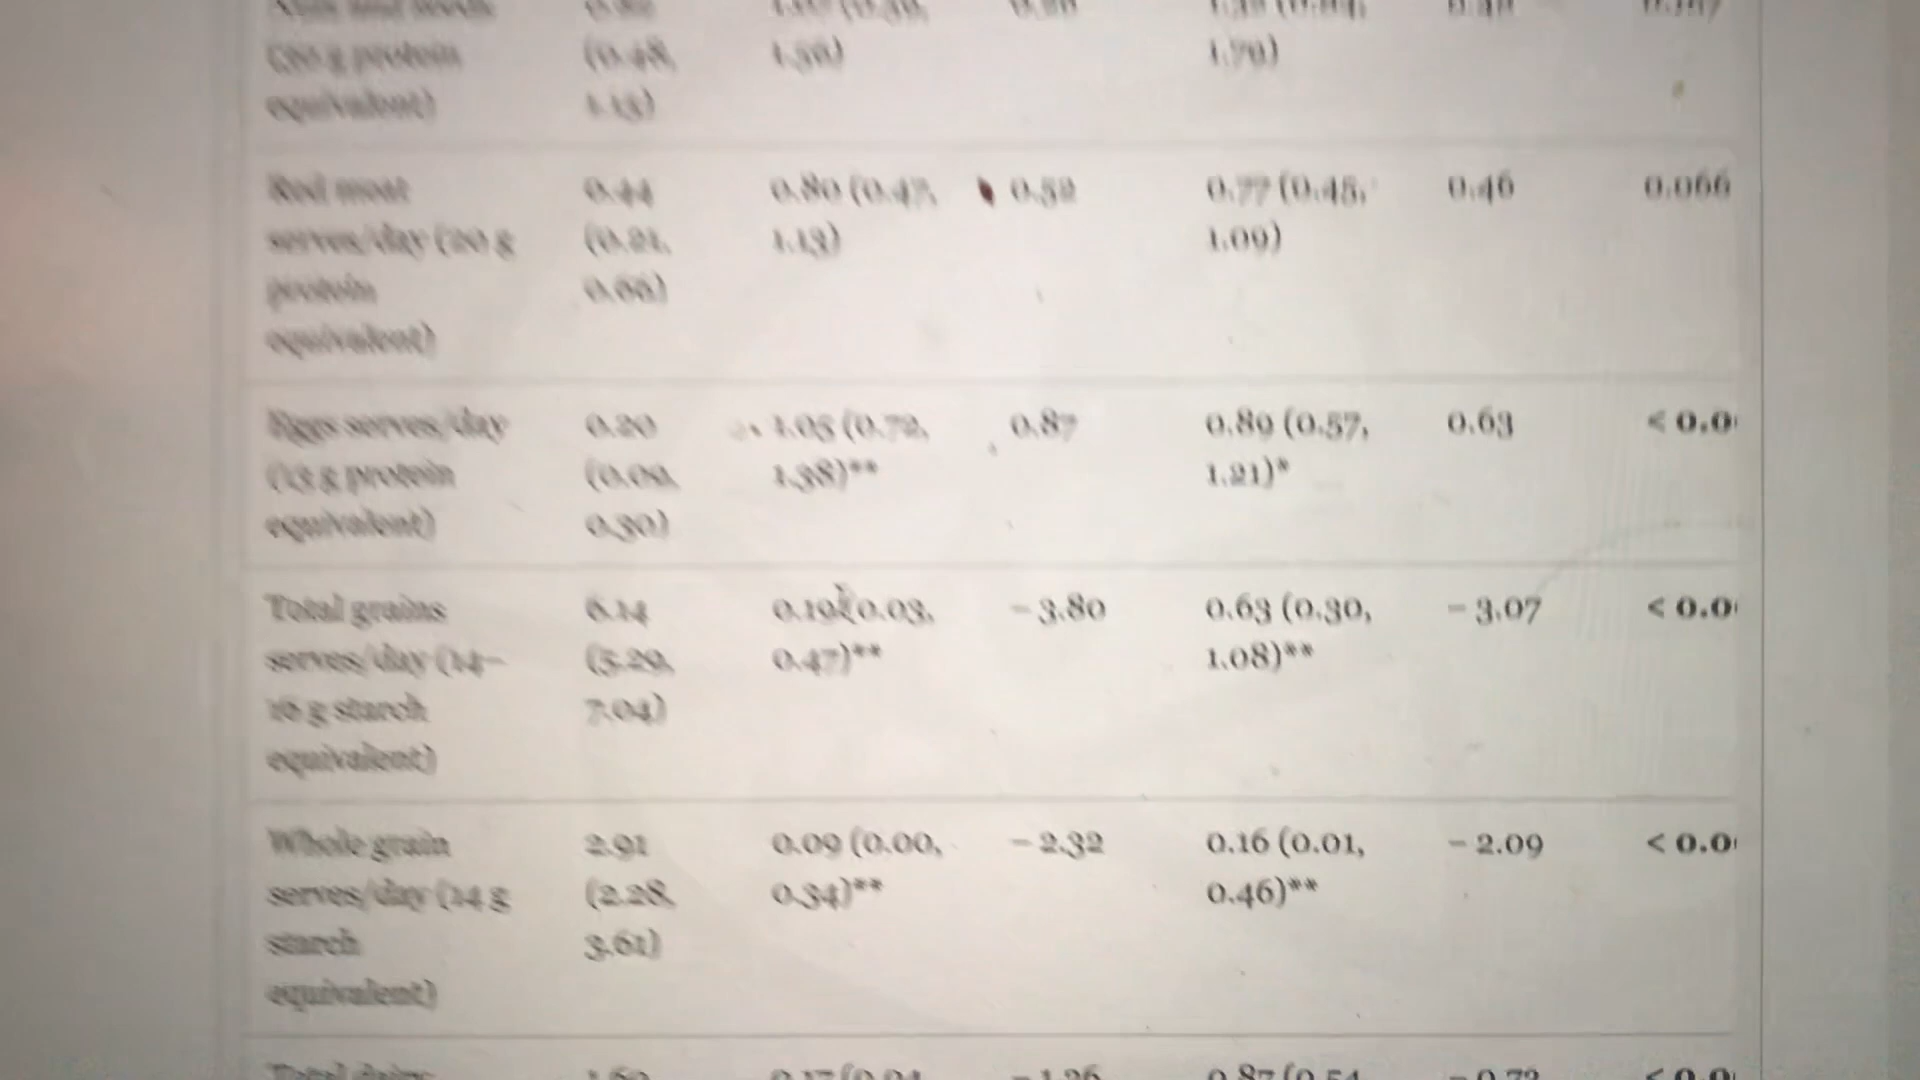 equivalent) 1.13)
Red meat 0.44 0.80 (0.47, 0.52 0.77 (0.45, 0.46 0.066
serves/day (20 g (0.21, 1.13) 1.09)
protein 0.66)
equivalent)
Eggs serves/day 0.20 1.05 (0.72, 0.87 0.89 (0.57, 0.63 < 0.0
(13 g protein (0.09, 1.38)** 1.21)*
equivalent) 0.30)
Total grains 6.14 0.19 (0.03, – 3.80 0.63 (0.30, – 3.07 < 0.0
serves/day (14– (5.29, 0.47)** 1.08)**
16 g starch 7.04)
equivalent)
Whole grain 2.91 0.09 (0.00, – 2.32 0.16 (0.01, – 2.09 < 0.0
serves/day (14 g (2.28, 0.34)** 0.46)**
starch 3.61)
equivalent)